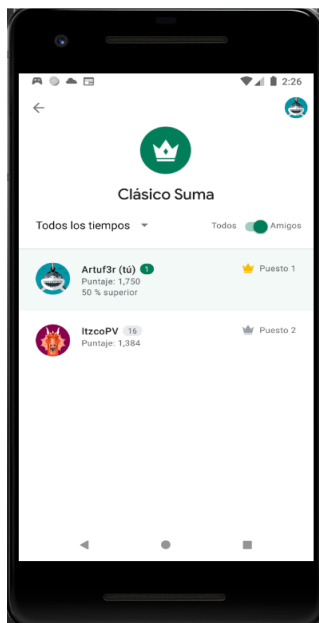 2:26
Clásico Suma
Todos los tiempos
Todos Amigos
Artuf3r (tú) 1
Puesto 1
Puntaje: 1,750
50 % superior
ItzcoPV 16
Puesto 2
Puntaje: 1,384